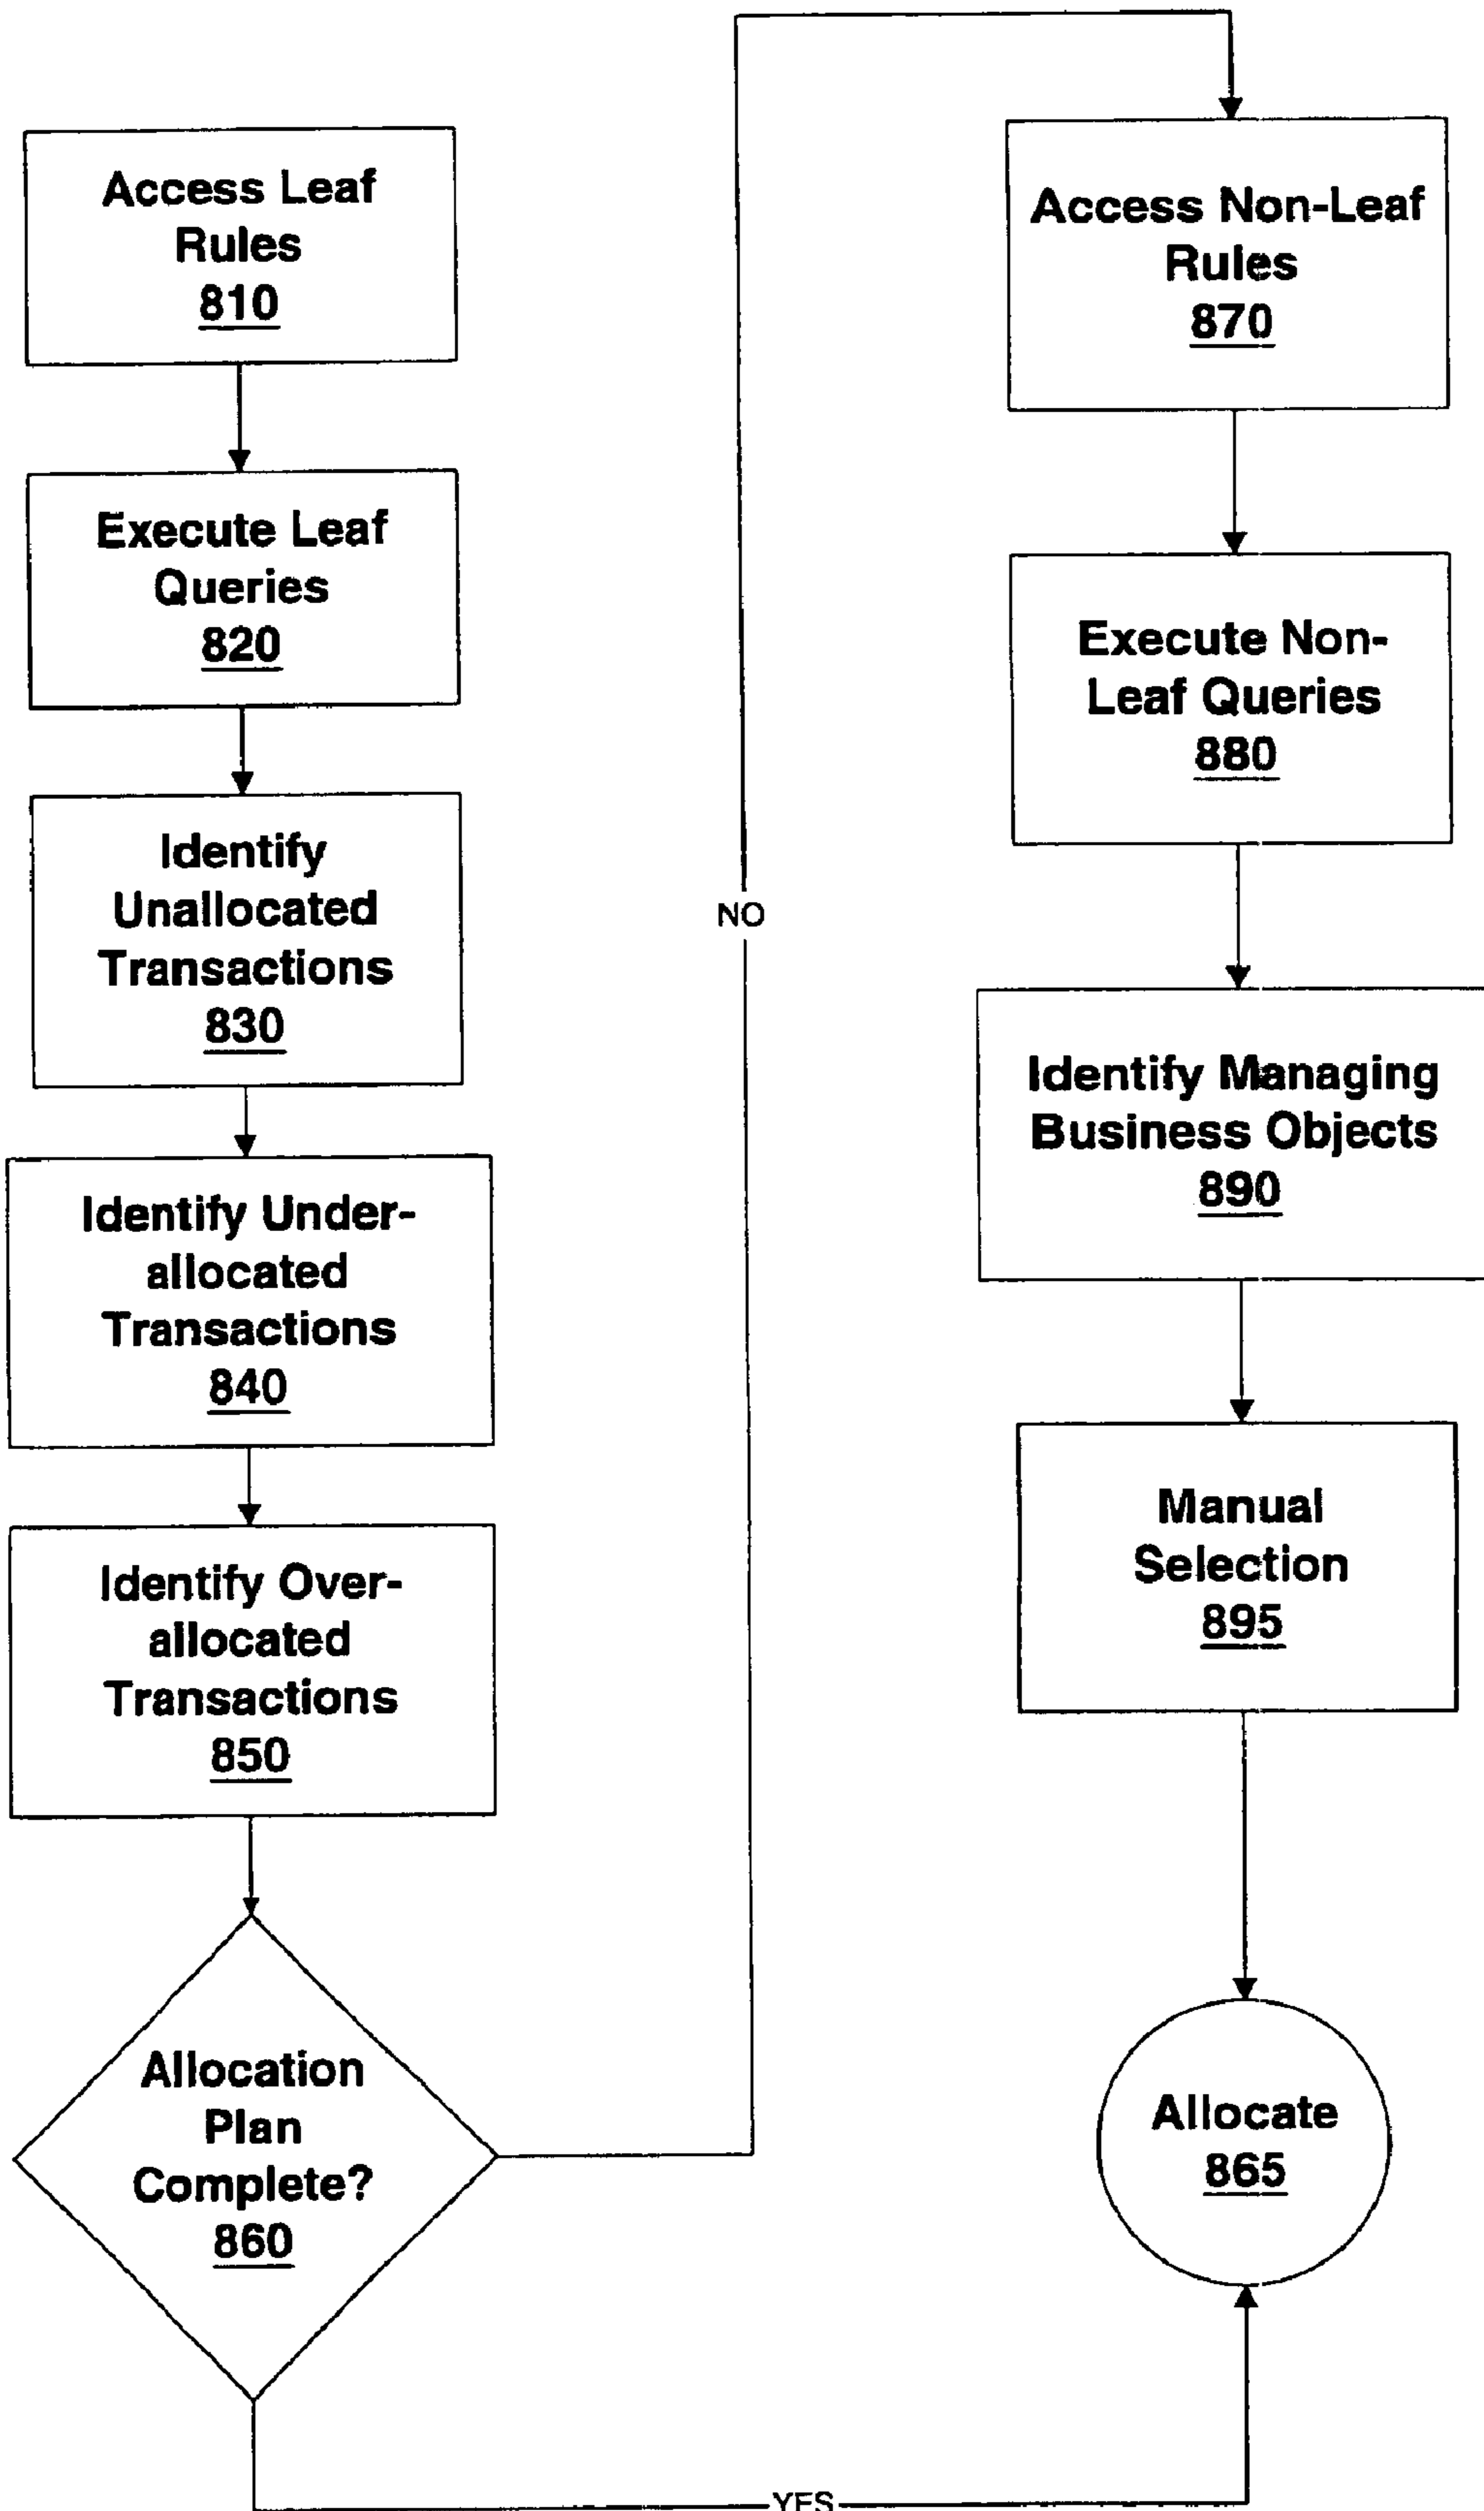 Access Leaf
Rules
810
Execute Leaf
Queries
820
Identify
Unallocated
Transactions
830
Identify Under-
allocated
Transactions
840
Identify Over-
allocated
Transactions
850
Allocation
Plan
Complete?
860
NO
YES
Access Non-Leaf
Rules
870
Execute Non-
Leaf Queries
880
Identify Managing
Business Objects
890
Manual
Selection
895
Allocate
865